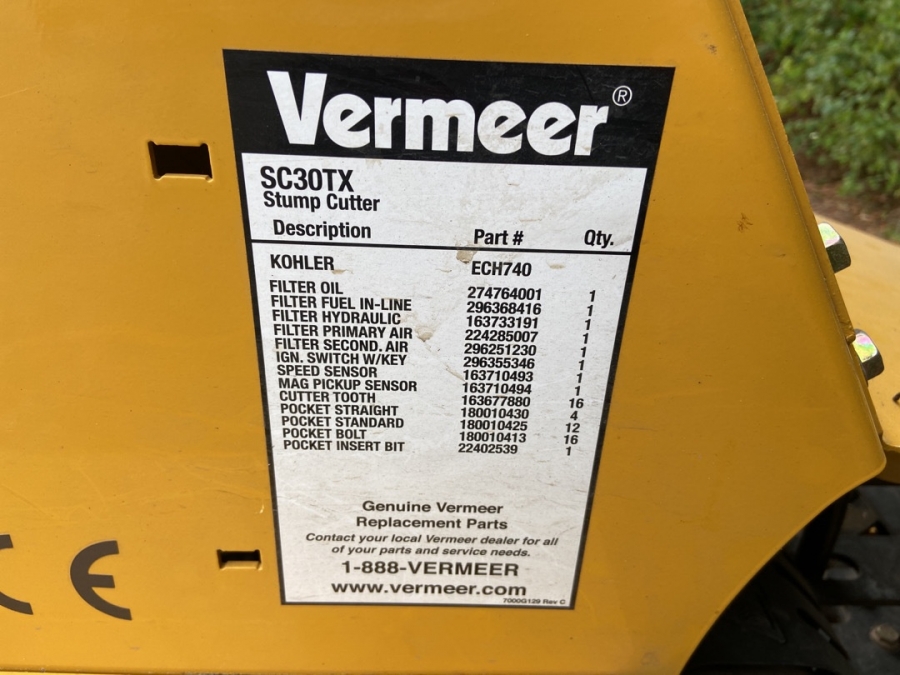 Vermeer®
SC30TX
Stump Cutter
Description Part # Qty.
KOHLER ECH740
FILTER OIL 274764001 1
FILTER FUEL IN-LINE 296368416 1
FILTER HYDRAULIC 163733191 1
FILTER PRIMARY AIR 224285007 1
FILTER SECOND. AIR 296251230 1
IGN. SWITCH W/KEY 296355346 1
SPEED SENSOR 163710493 1
MAG PICKUP SENSOR 163710494 1
CUTTER TOOTH 163677880 16
POCKET STRAIGHT 180010430 4
POCKET STANDARD 180010425 12
POCKET BOLT 180010413 16
POCKET INSERT BIT 22402539 1
Genuine Vermeer
Replacement Parts
Contact your local Vermeer dealer for all
of your parts and service needs.
1-888-VERMEER
www.vermeer.com
7000G129 Rev C
CE